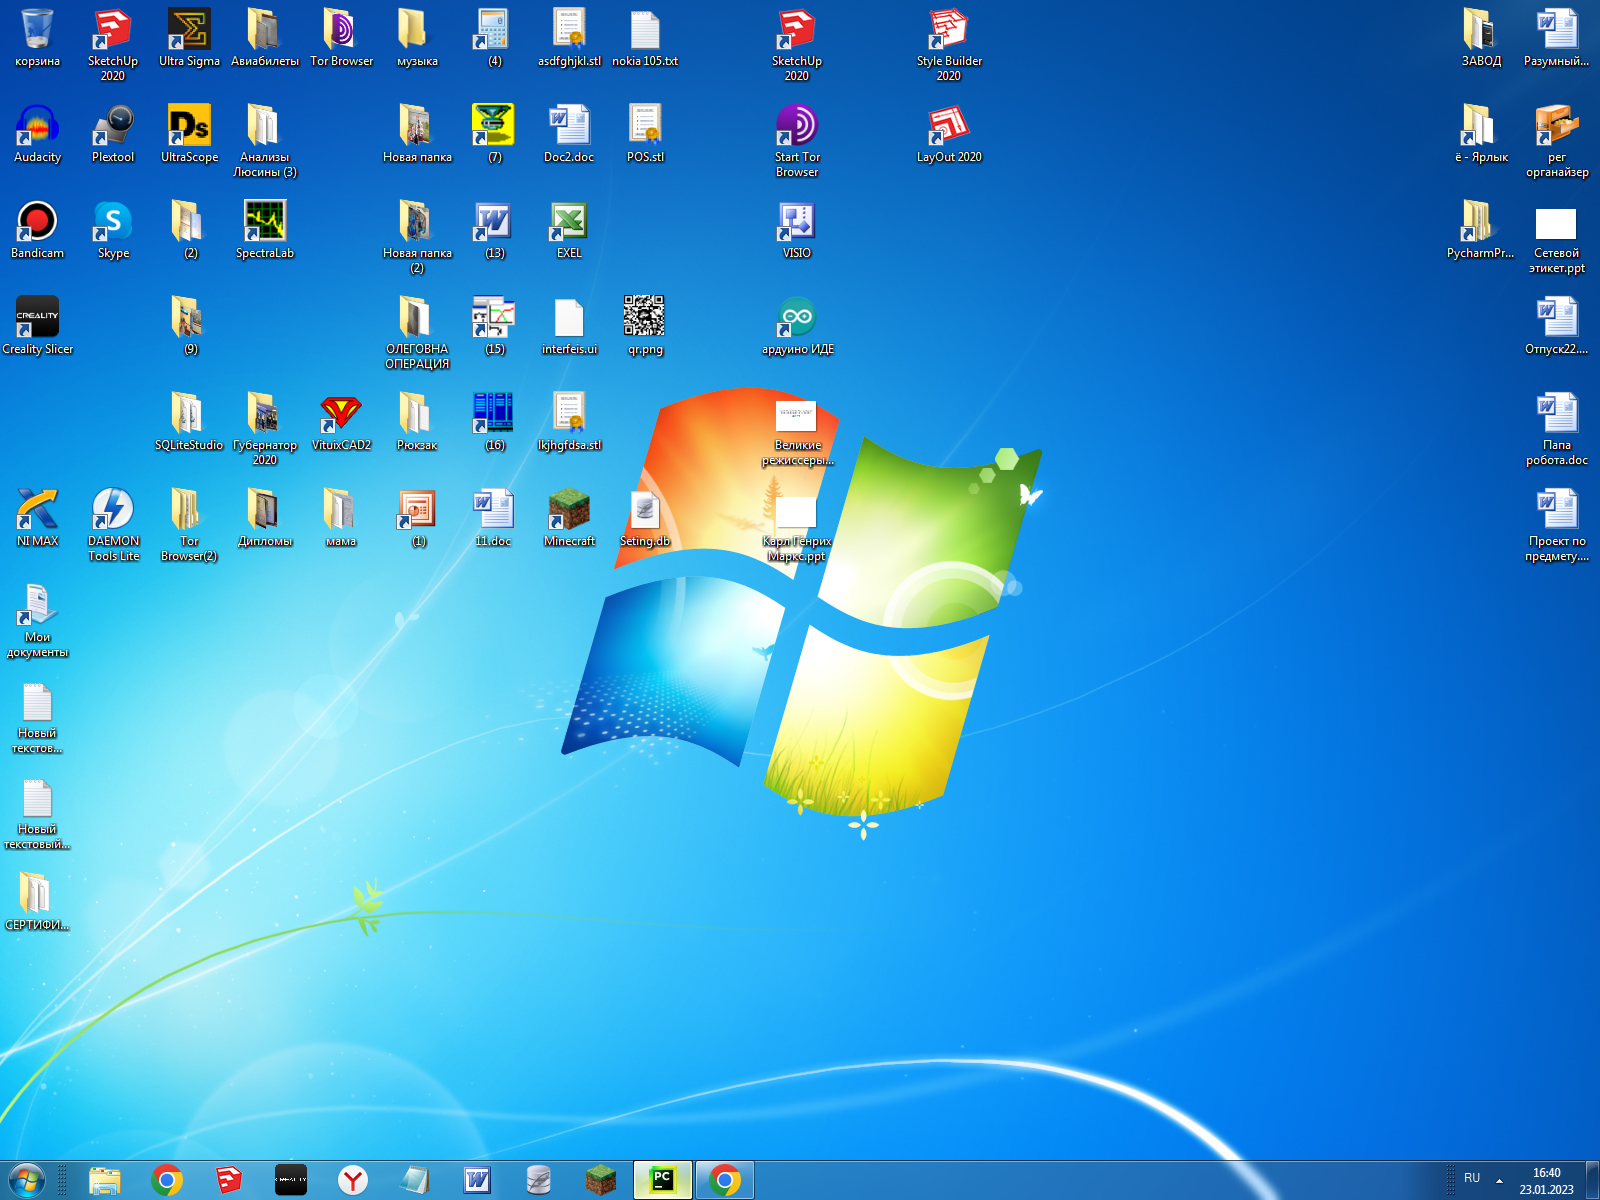 корзина
SketchUp 2020
Ultra Sigma
Авиабилеты
Tor Browser
музыка
(4)
asdfghjkl.stl
nokia 105.txt
SketchUp 2020
Style Builder 2020
ЗАВОД
Разумный...
Audacity
Plextool
Ds
UltraScope
Анализы Люсины (3)
Новая папка
(7)
Doc2.doc
POS.stl
Start Tor Browser
LayOut 2020
ё - Ярлык
рег органайзер
Bandicam
Skype
(2)
SpectraLab
Новая папка (2)
(13)
EXEL
VISIO
PycharmPr...
Сетевой этикет.ppt
CREALITY
Creality Slicer
(9)
ОЛЕГОВНА ОПЕРАЦИЯ
(15)
interfeis.ui
qr.png
ардуино ИДЕ
Отпуск22....
SQLiteStudio
Губернатор 2020
VituixCAD2
Рюкзак
(16)
lkjhgfdsa.stl
Великие режиссеры...
Папа робота.doc
NI MAX
DAEMON Tools Lite
Tor Browser(2)
Дипломы
мама
(1)
11.doc
Minecraft
Seting.db
Карл Генрих Маркс.ppt
Проект по предмету....
Мои документы
Новый текстов...
Новый текстовый...
СЕРТИФИ...
CREALITY
PC
RU
16:40
23.01.2023